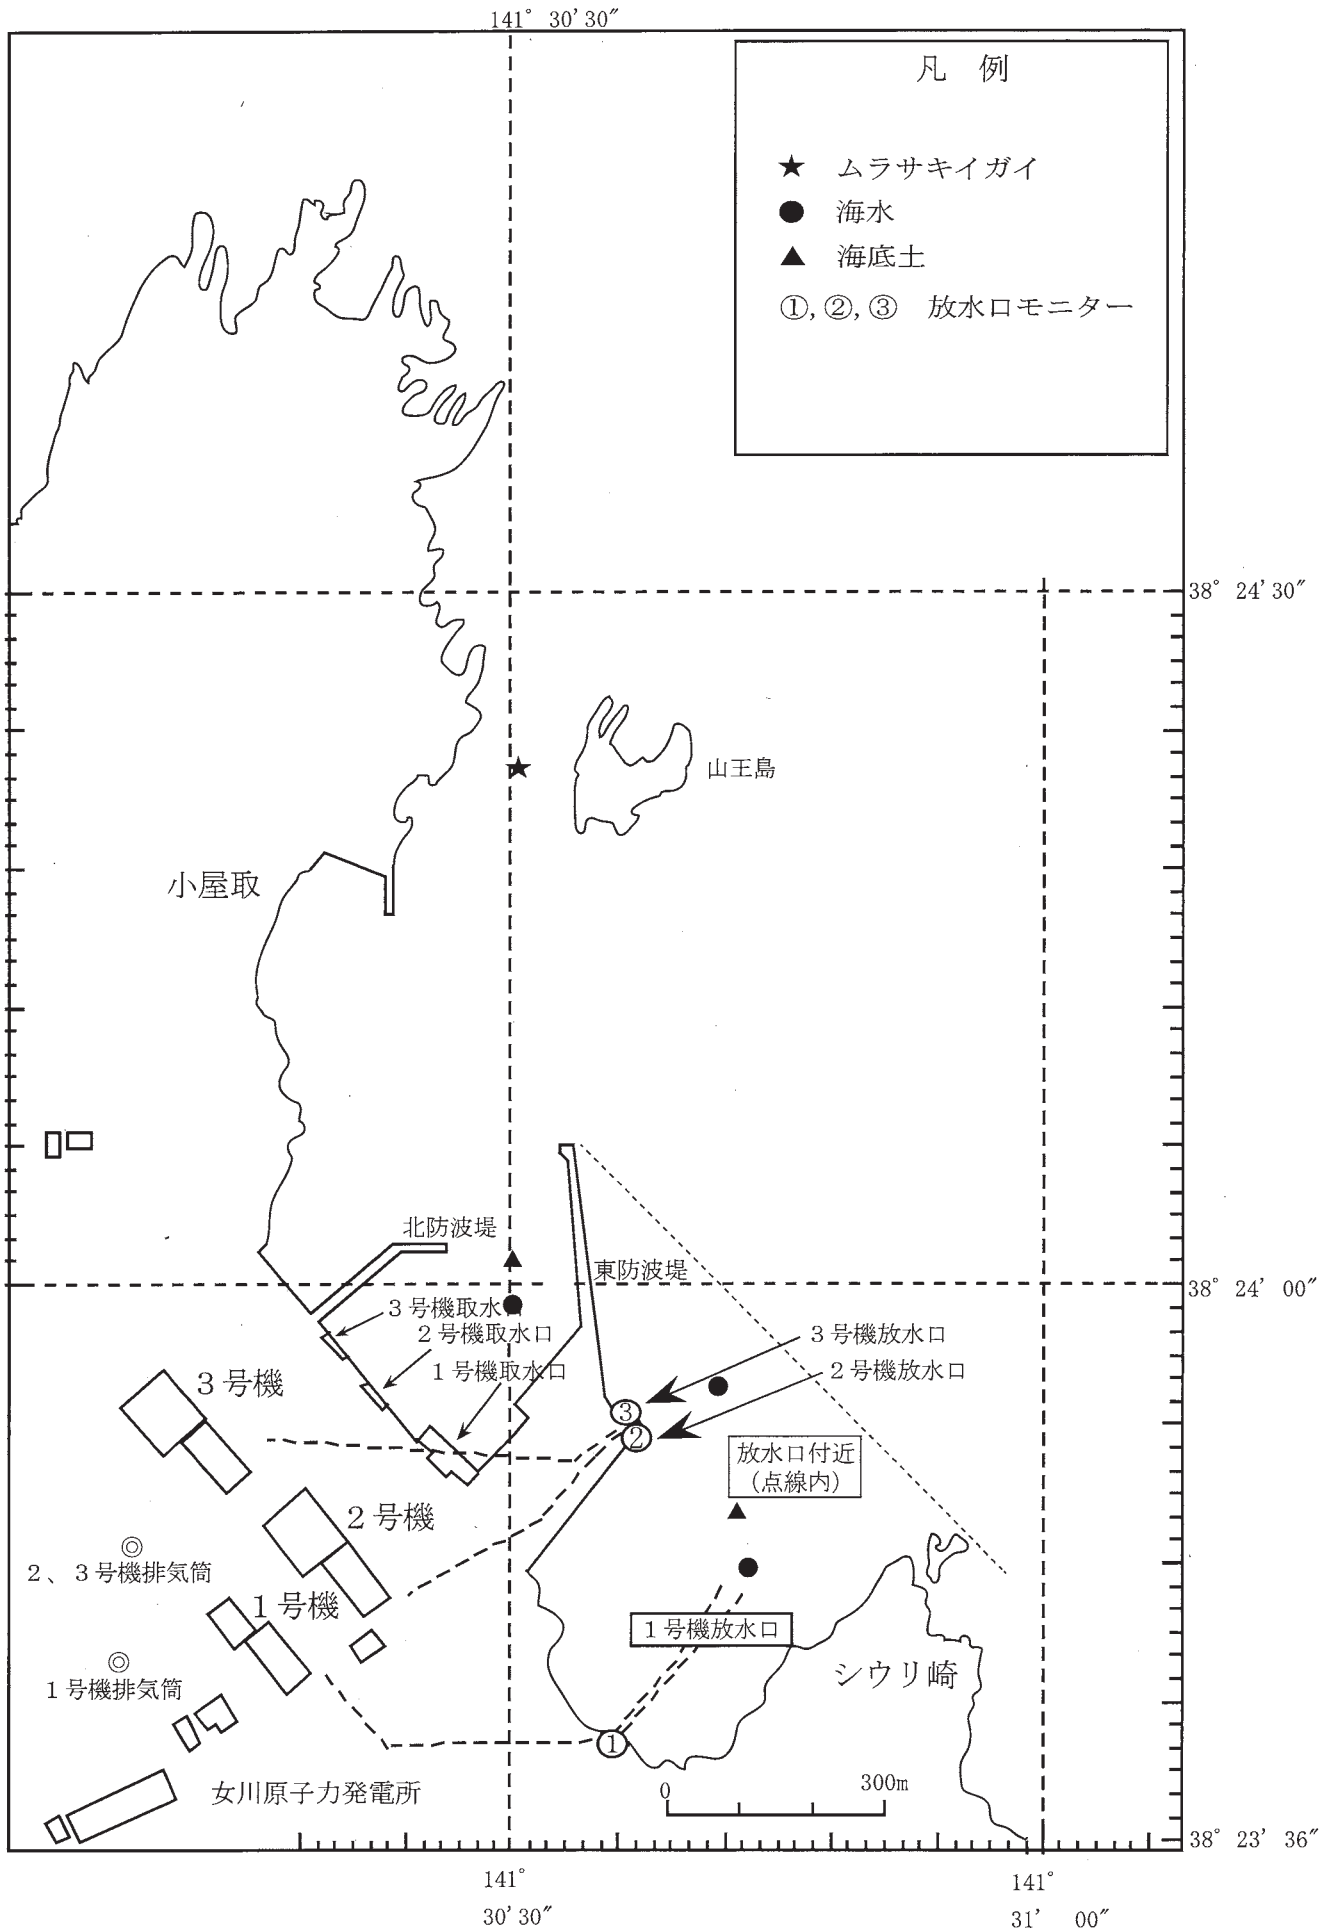 141° 30′30″
凡 例
★ ムラサキイガイ
● 海水
▲ 海底土
①,②,③ 放水口モニター
38° 24′30″
山王島
小屋取
北防波堤
東防波堤
38° 24′00″
3号機取水口
2号機取水口
1号機取水口
3号機放水口
2号機放水口
3号機
③
②
放水口付近
(点線内)
2号機
2、3号機排気筒
1号機
1号機放水口
シウリ崎
1号機排気筒
①
女川原子力発電所
0 300m
38° 23′36″
141°
30′30″
141°
31′ 00″